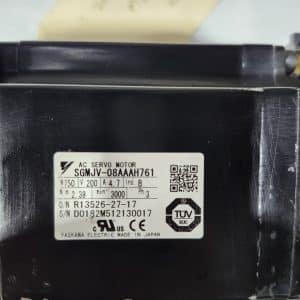 AC SERVO MOTOR
SGMJV-08AAAH761
W 750 V 200 A 4.7 Ins. B
N·m 2.39 min⁻¹ 3000 3
O/N R13526-27-17
S/N D0182M512130017
YASKAWA ELECTRIC MADE IN JAPAN
TÜV